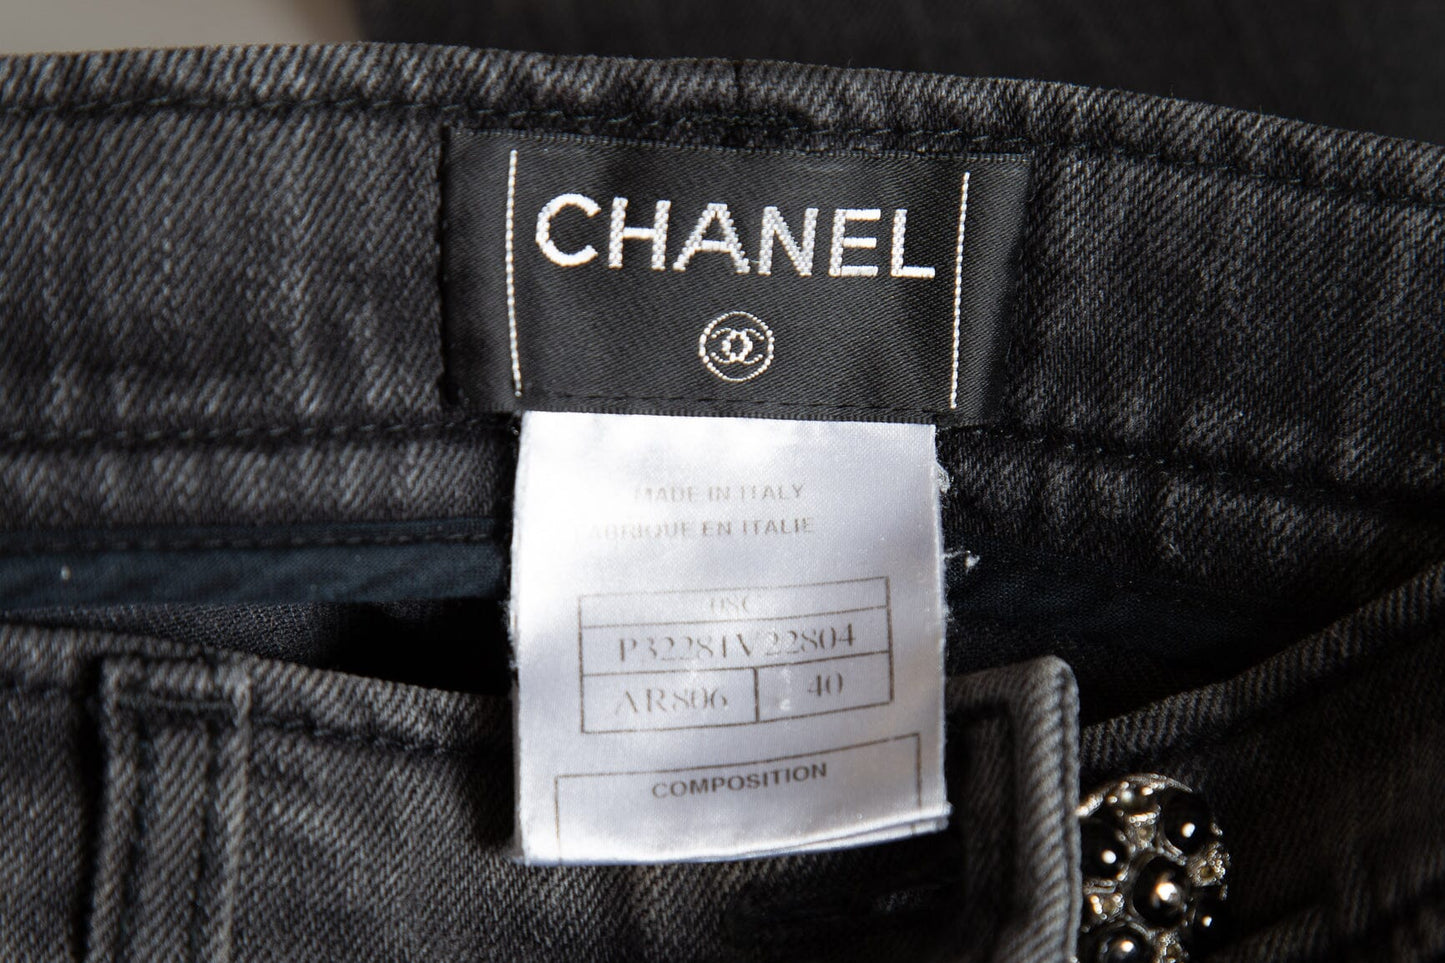 CHANEL
MADE IN ITALY
FABRIQUE EN ITALIE
08C
P32281V22804
AR806 40
COMPOSITION